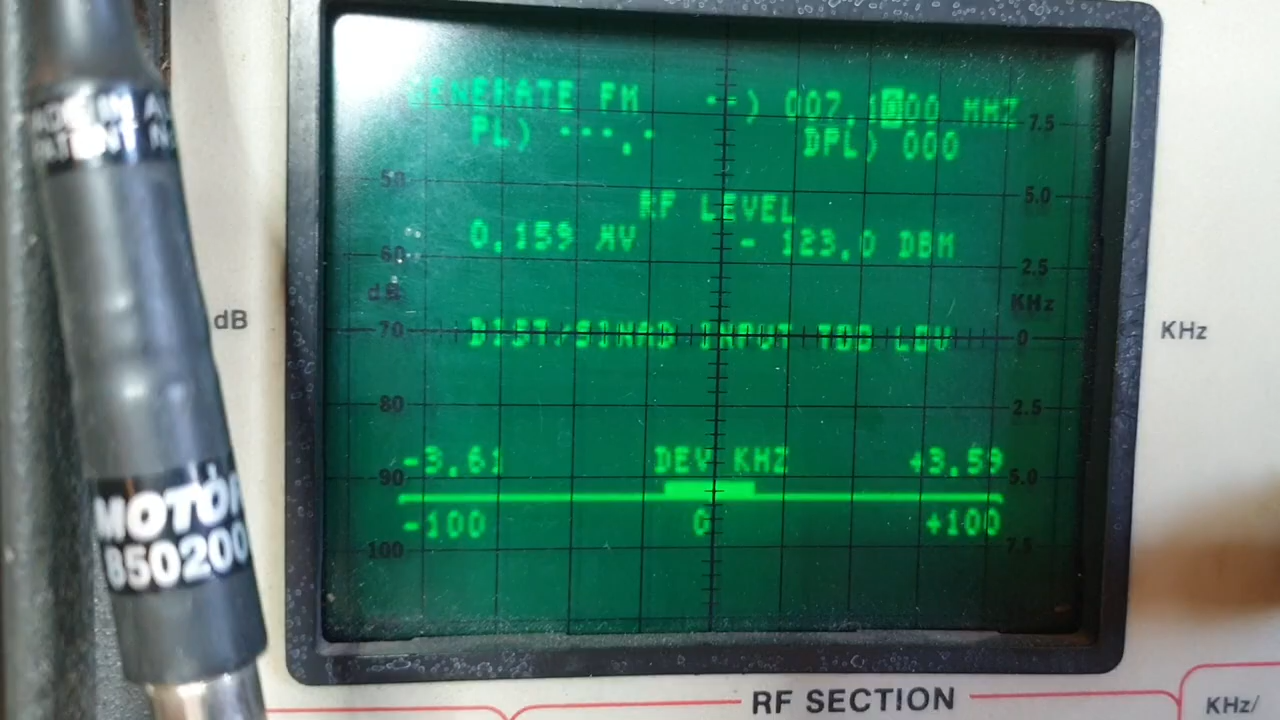 GENERATE FM --) 007.1000 MHZ
PL) ---.- DPL) 000
RF LEVEL
0.159 µV - 123.0 DBM
DIST/SINAD INPUT TOO LOW
-3.61 DEV KHZ +3.59
-100 0 +100
50
60
dB
70
80
90
100
7.5
5.0
2.5
KHz
0
2.5
5.0
7.5
dB
KHz
MOTOR
850200
RF SECTION
KHz/